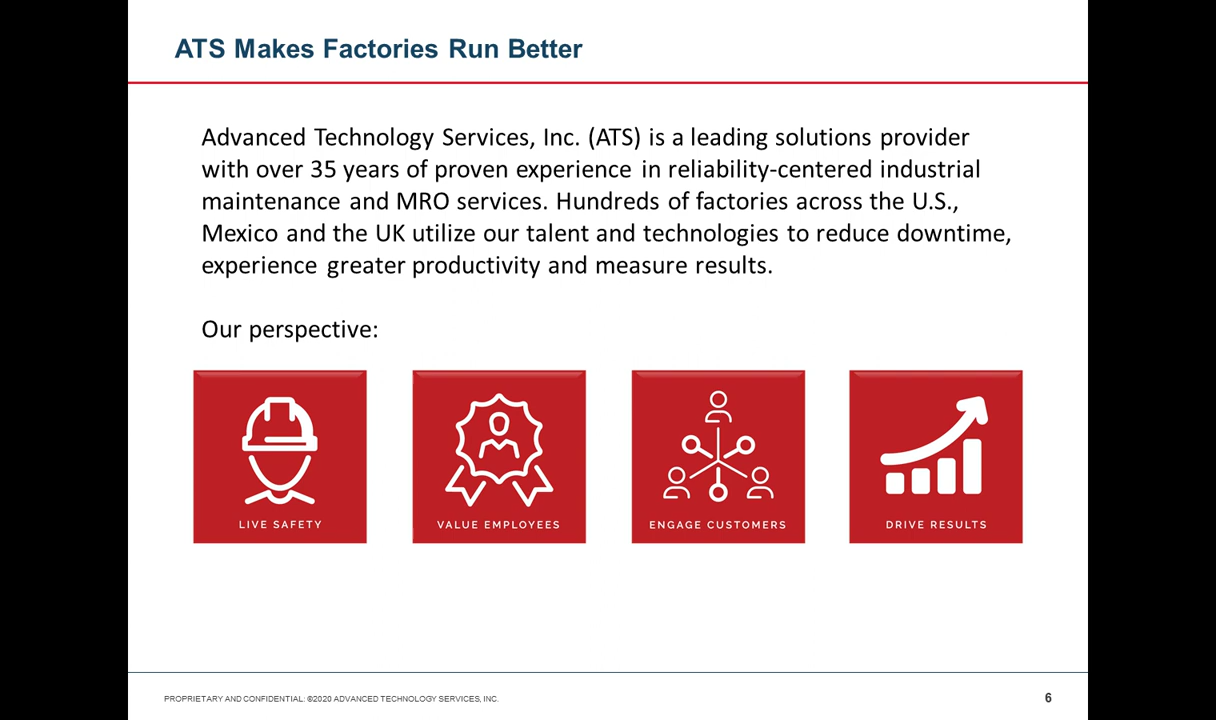 ATS Makes Factories Run Better
Advanced Technology Services, Inc. (ATS) is a leading solutions provider
with over 35 years of proven experience in reliability-centered industrial
maintenance and MRO services. Hundreds of factories across the U.S.,
Mexico and the UK utilize our talent and technologies to reduce downtime,
experience greater productivity and measure results.
Our perspective:
LIVE SAFETY
VALUE EMPLOYEES
ENGAGE CUSTOMERS
DRIVE RESULTS
PROPRIETARY AND CONFIDENTIAL: ©2020 ADVANCED TECHNOLOGY SERVICES, INC.
6